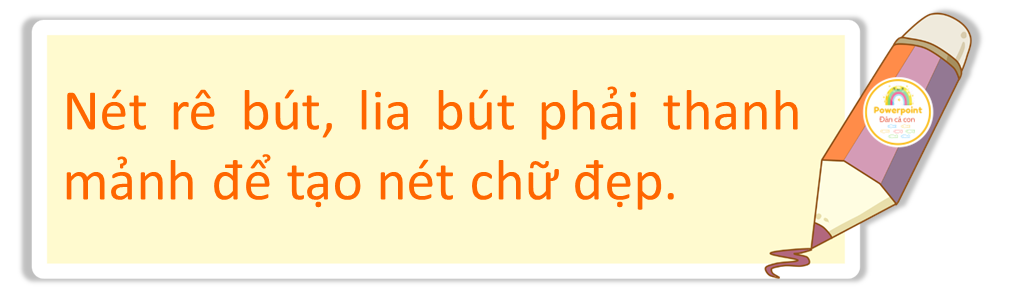 Nét rê bút, lia bút phải thanh
mảnh để tạo nét chữ đẹp.
Powerpoint
Đàn cá con